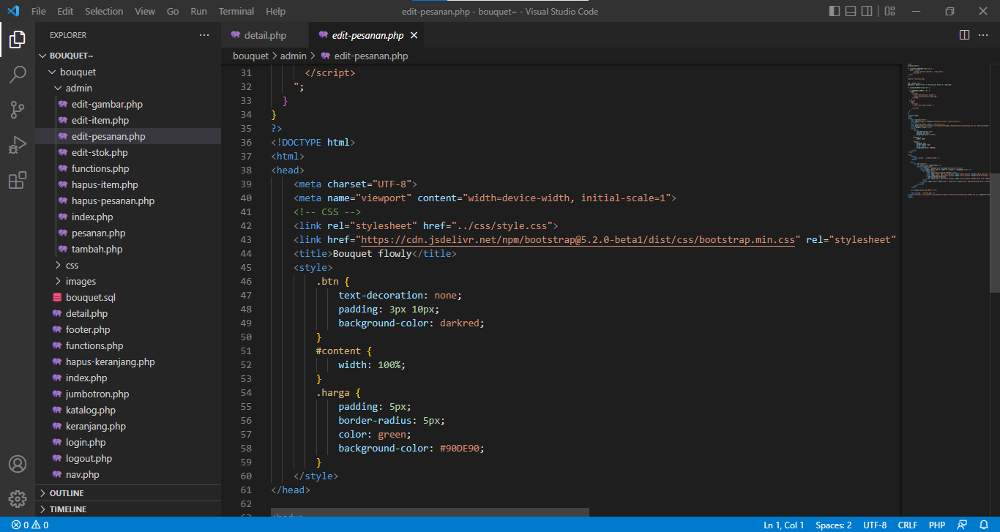 File Edit Selection View Go Run Terminal Help
edit-pesanan.php - bouquet~ - Visual Studio Code
EXPLORER
BOUQUET~
bouquet
admin
edit-gambar.php
edit-item.php
edit-pesanan.php
edit-stok.php
functions.php
hapus-item.php
hapus-pesanan.php
index.php
pesanan.php
tambah.php
css
images
bouquet.sql
detail.php
footer.php
functions.php
hapus-keranjang.php
index.php
jumbotron.php
katalog.php
keranjang.php
login.php
logout.php
nav.php
OUTLINE
TIMELINE
detail.php edit-pesanan.php
bouquet > admin > edit-pesanan.php
31 </script>
32 ";
33 }
34 }
35 ?>
36 <!DOCTYPE html>
37 <html>
38 <head>
39 <meta charset="UTF-8">
40 <meta name="viewport" content="width=device-width, initial-scale=1">
41 <!-- CSS -->
42 <link rel="stylesheet" href="../css/style.css">
43 <link href="https://cdn.jsdelivr.net/npm/bootstrap@5.2.0-beta1/dist/css/bootstrap.min.css" rel="stylesheet"
44 <title>Bouquet flowly</title>
45 <style>
46 .btn {
47 text-decoration: none;
48 padding: 3px 10px;
49 background-color: darkred;
50 }
51 #content {
52 width: 100%;
53 }
54 .harga {
55 padding: 5px;
56 border-radius: 5px;
57 color: green;
58 background-color: #90DE90;
59 }
60 </style>
61 </head>
62
63 <body>
0 0 Ln 1, Col 1 Spaces: 2 UTF-8 CRLF PHP